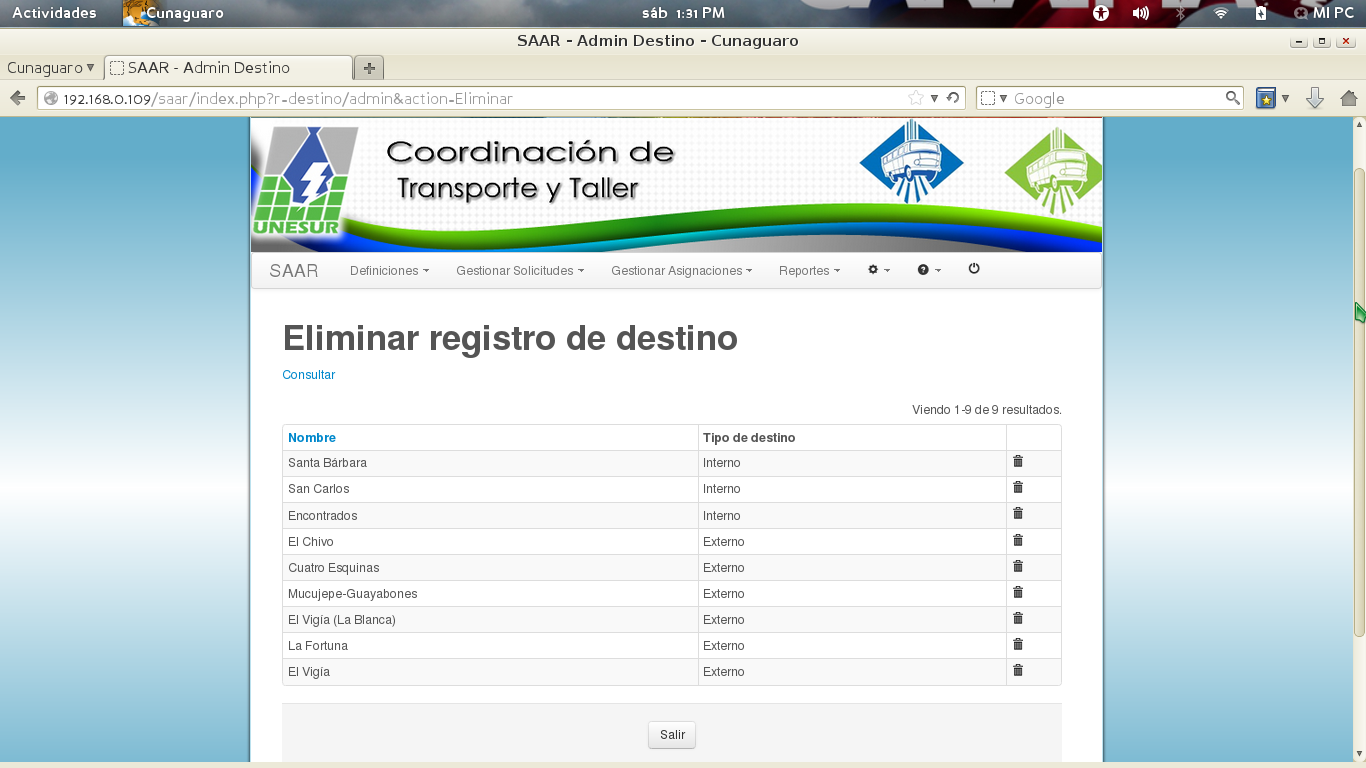 Actividades Cunaguaro sáb 1:31 PM MI PC
SAAR - Admin Destino - Cunaguaro
Cunaguaro SAAR - Admin Destino
192.168.0.109/saar/index.php?r=destino/admin&action=Eliminar Google
Coordinación de
Transporte y Taller
UNESUR
SAAR Definiciones Gestionar Solicitudes Gestionar Asignaciones Reportes
Eliminar registro de destino
Consultar
Viendo 1-9 de 9 resultados.
Nombre Tipo de destino
Santa Bárbara Interno
San Carlos Interno
Encontrados Interno
El Chivo Externo
Cuatro Esquinas Externo
Mucujepe-Guayabones Externo
El Vigía (La Blanca) Externo
La Fortuna Externo
El Vigía Externo
Salir